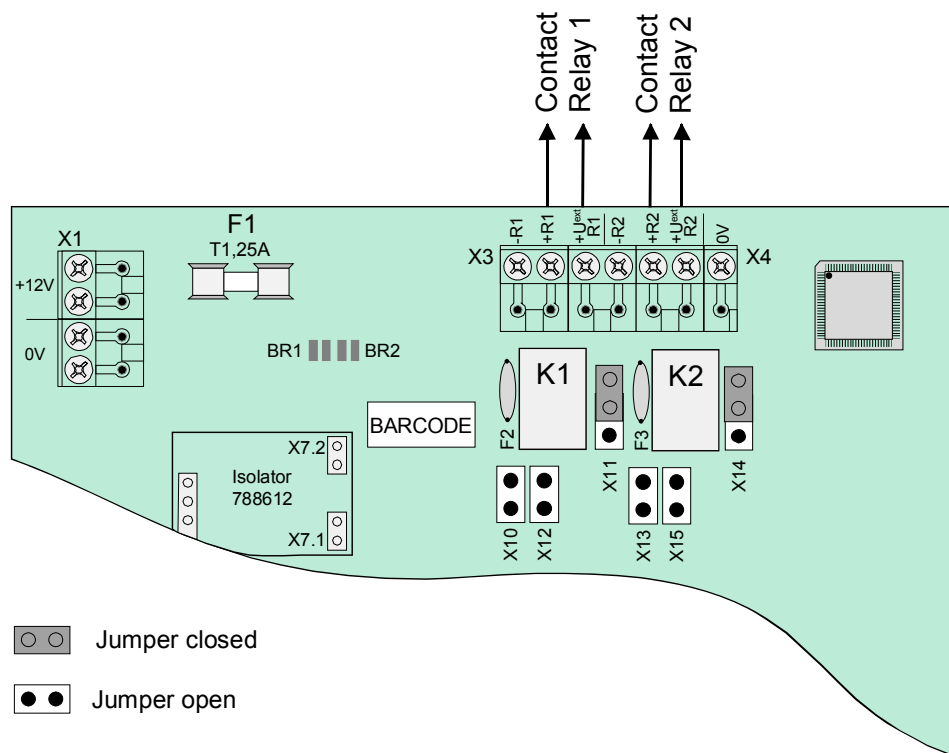 Contact
Relay 1
Contact
Relay 2
X1
+12V
0V
F1
T1,25A
X3
-R1
+R1
+Uext
R1
-R2
+R2
+Uext
R2
0V
X4
BR1
BR2
BARCODE
K1
K2
F2
X11
F3
X14
X7.2
Isolator
788612
X7.1
X10
X12
X13
X15
Jumper closed
Jumper open